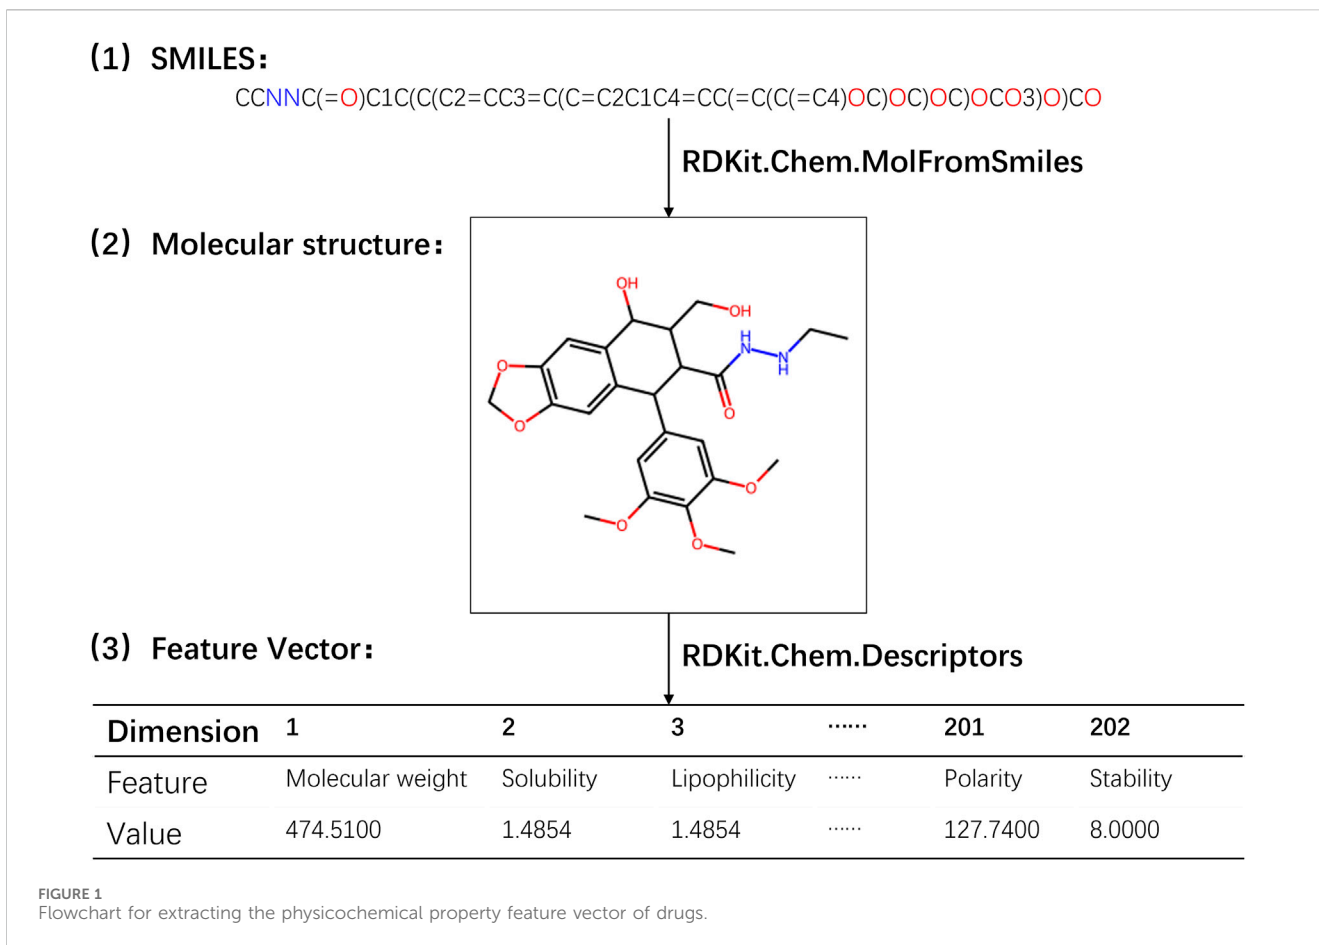 (1) SMILES:
CCNNC(=O)C1C(C(C2=CC3=C(C=C2C1C4=CC(=C(C(=C4)OC)OC)OC)OCO3)O)CO
RDKit.Chem.MolFromSmiles
(2) Molecular structure:
OH
OH
H
N
N
H
O
O
O
O
O
O
(3) Feature Vector:
RDKit.Chem.Descriptors
Dimension 1 2 3 ...... 201 202
Feature Molecular weight Solubility Lipophilicity ...... Polarity Stability
Value 474.5100 1.4854 1.4854 ...... 127.7400 8.0000
FIGURE 1
Flowchart for extracting the physicochemical property feature vector of drugs.